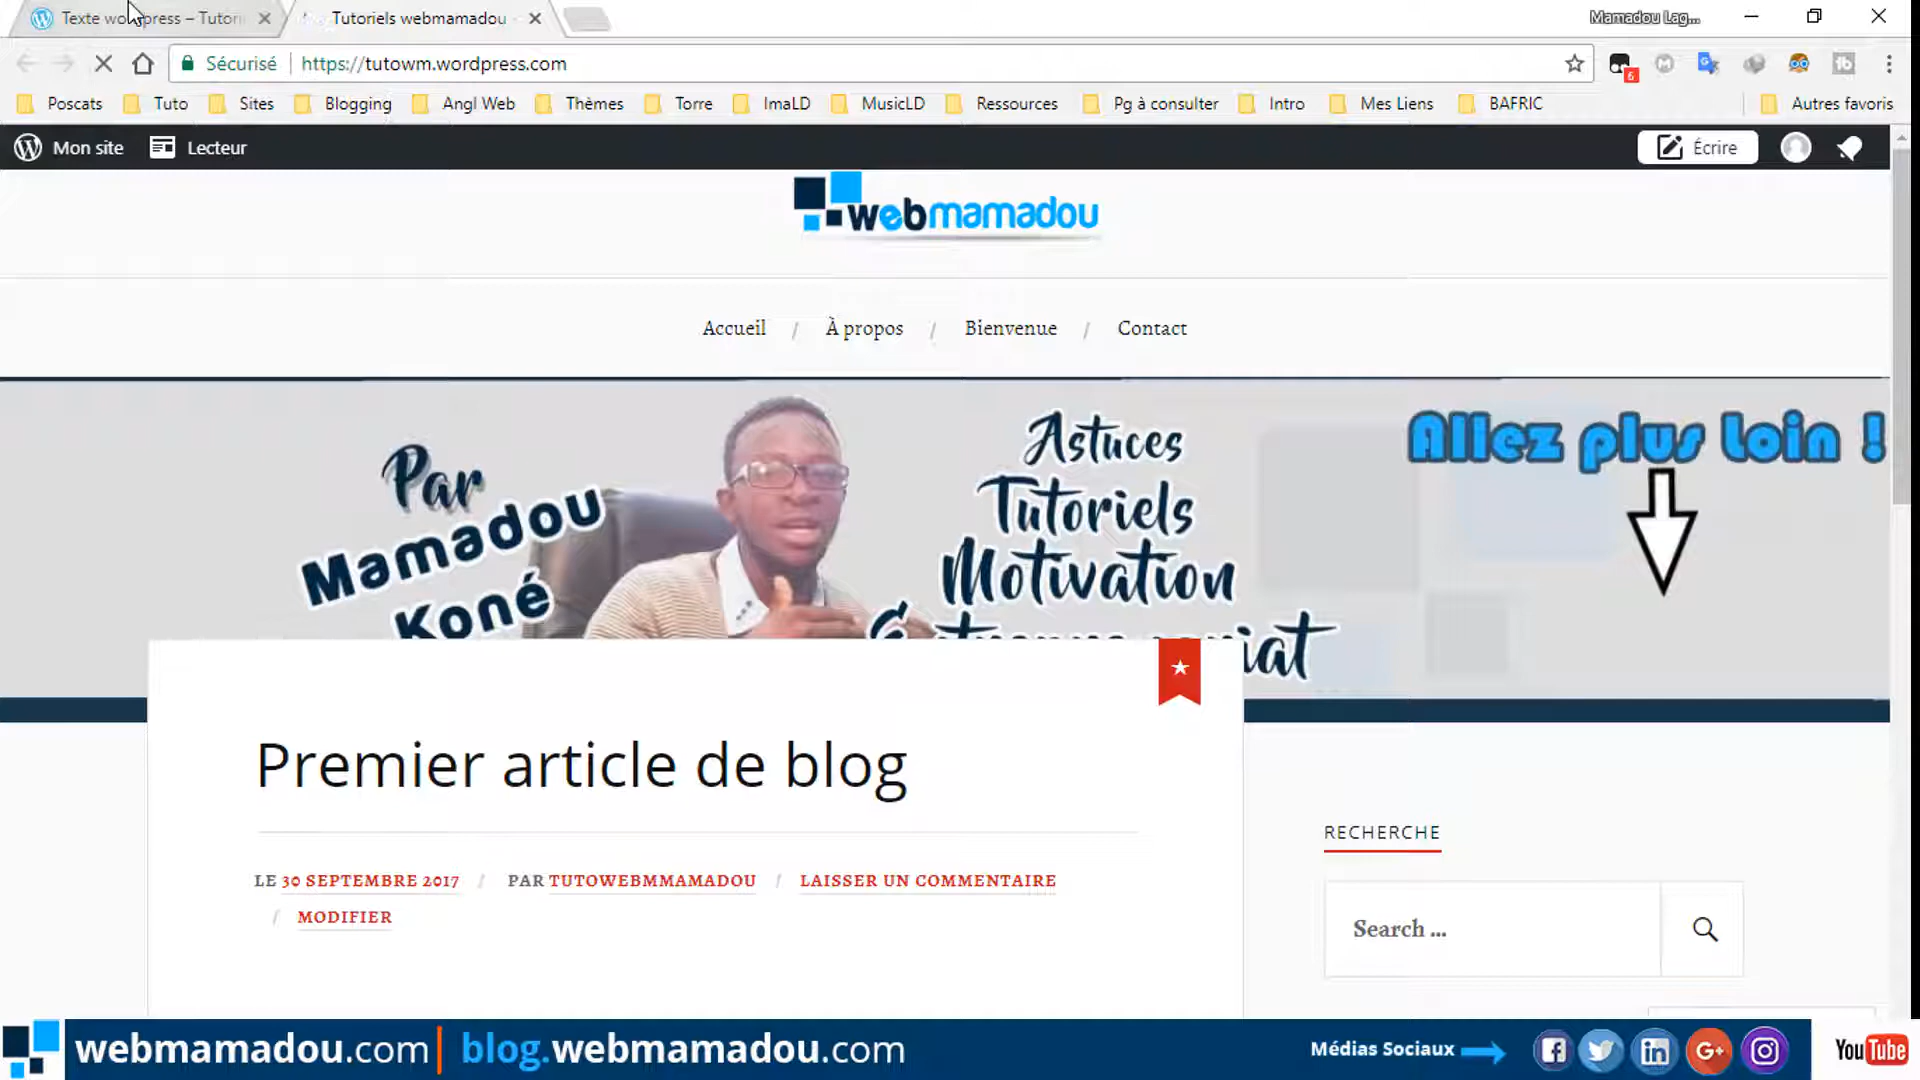 Texte wordpress – Tutori
Tutoriels webmamadou
Mamadou Lag...
Sécurisé
https://tutowm.wordpress.com
6
Poscats
Tuto
Sites
Blogging
Angl Web
Thèmes
Torre
ImaLD
MusicLD
Ressources
Pg à consulter
Intro
Mes Liens
BAFRIC
Autres favoris
Mon site
Lecteur
Écrire
webmamadou
Accueil / À propos / Bienvenue / Contact
Par
Mamadou
Koné
Astuces
Tutoriels
Motivation
Allez plus Loin !
Premier article de blog
LE 30 SEPTEMBRE 2017 / PAR TUTOWEBMMAMADOU / LAISSER UN COMMENTAIRE
/ MODIFIER
RECHERCHE
Search ...
webmamadou.com | blog.webmamadou.com
Médias Sociaux
YouTube